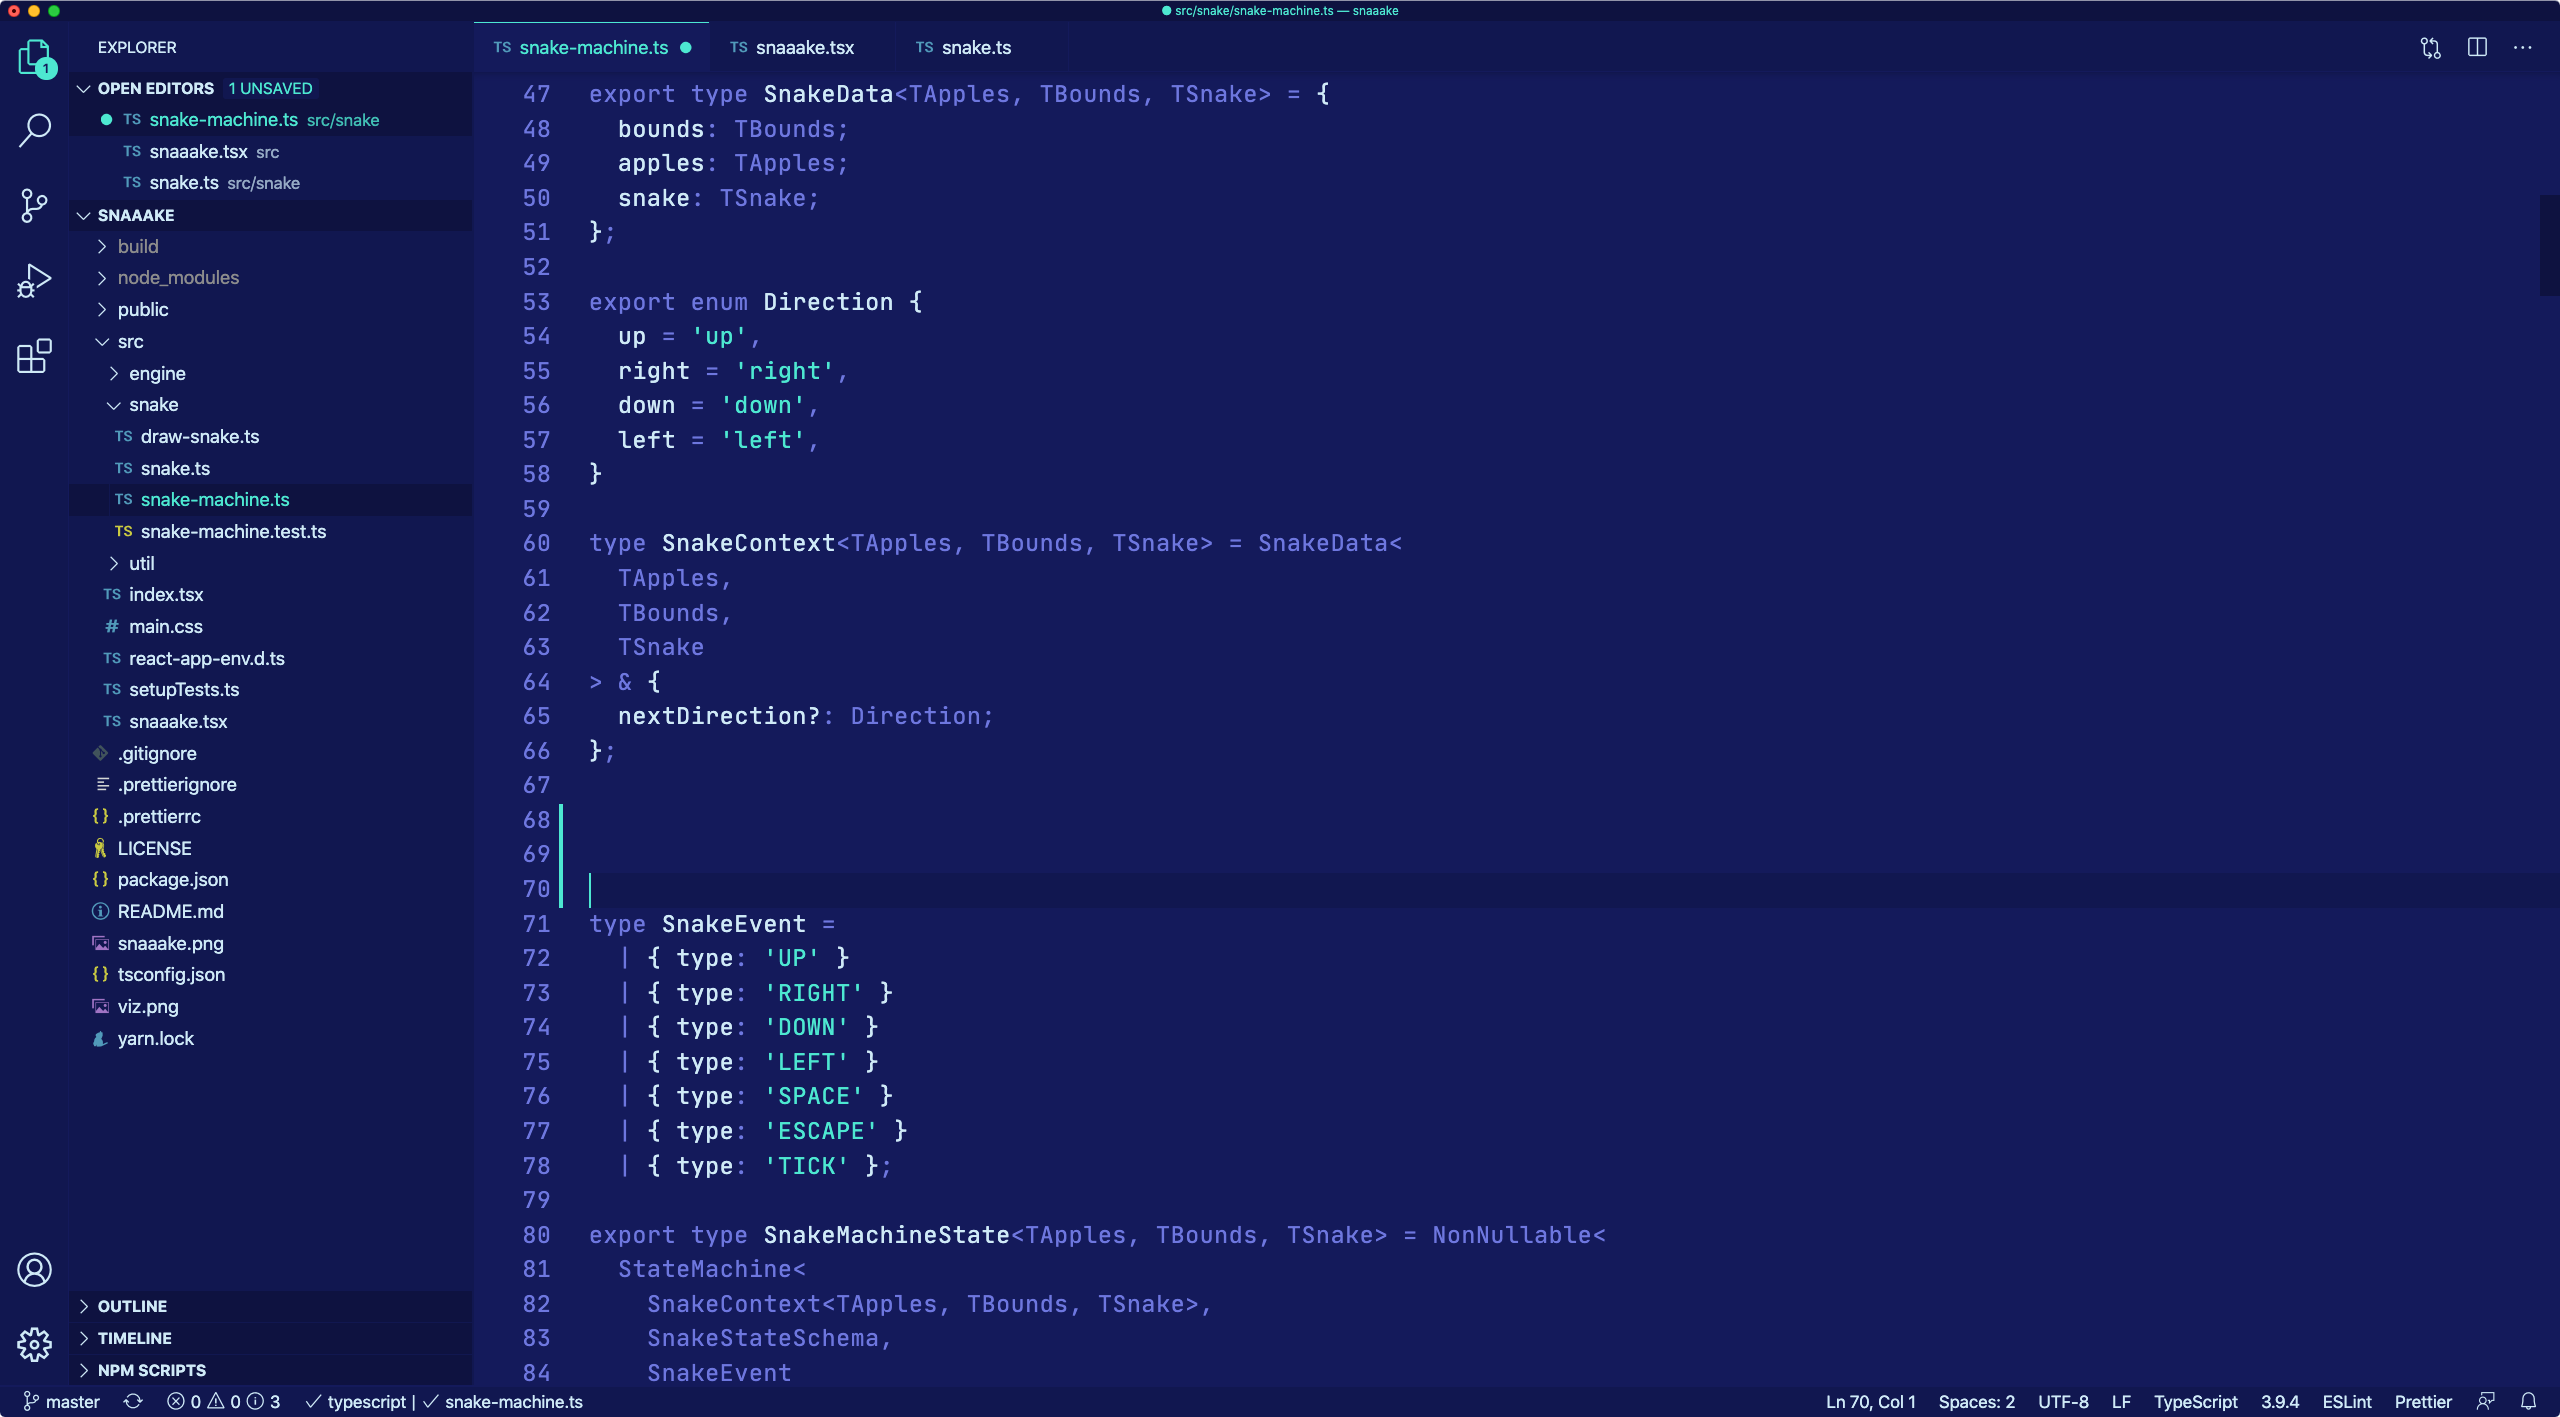 src/snake/snake-machine.ts — snaaake
EXPLORER
OPEN EDITORS 1 UNSAVED
TS snake-machine.ts src/snake
TS snaaake.tsx src
TS snake.ts src/snake
SNAAAKE
build
node_modules
public
src
engine
snake
TS draw-snake.ts
TS snake.ts
TS snake-machine.ts
TS snake-machine.test.ts
util
TS index.tsx
# main.css
TS react-app-env.d.ts
TS setupTests.ts
TS snaaake.tsx
.gitignore
.prettierignore
{} .prettierrc
LICENSE
{} package.json
README.md
snaaake.png
{} tsconfig.json
viz.png
yarn.lock
OUTLINE
TIMELINE
NPM SCRIPTS
1
TS snake-machine.ts TS snaaake.tsx TS snake.ts
47 export type SnakeData<TApples, TBounds, TSnake> = {
48 bounds: TBounds;
49 apples: TApples;
50 snake: TSnake;
51 };
52
53 export enum Direction {
54 up = 'up',
55 right = 'right',
56 down = 'down',
57 left = 'left',
58 }
59
60 type SnakeContext<TApples, TBounds, TSnake> = SnakeData<
61 TApples,
62 TBounds,
63 TSnake
64 > & {
65 nextDirection?: Direction;
66 };
67
68
69
70
71 type SnakeEvent =
72 | { type: 'UP' }
73 | { type: 'RIGHT' }
74 | { type: 'DOWN' }
75 | { type: 'LEFT' }
76 | { type: 'SPACE' }
77 | { type: 'ESCAPE' }
78 | { type: 'TICK' };
79
80 export type SnakeMachineState<TApples, TBounds, TSnake> = NonNullable<
81 StateMachine<
82 SnakeContext<TApples, TBounds, TSnake>,
83 SnakeStateSchema,
84 SnakeEvent
master 0 0 3 typescript | snake-machine.ts Ln 70, Col 1 Spaces: 2 UTF-8 LF TypeScript 3.9.4 ESLint Prettier